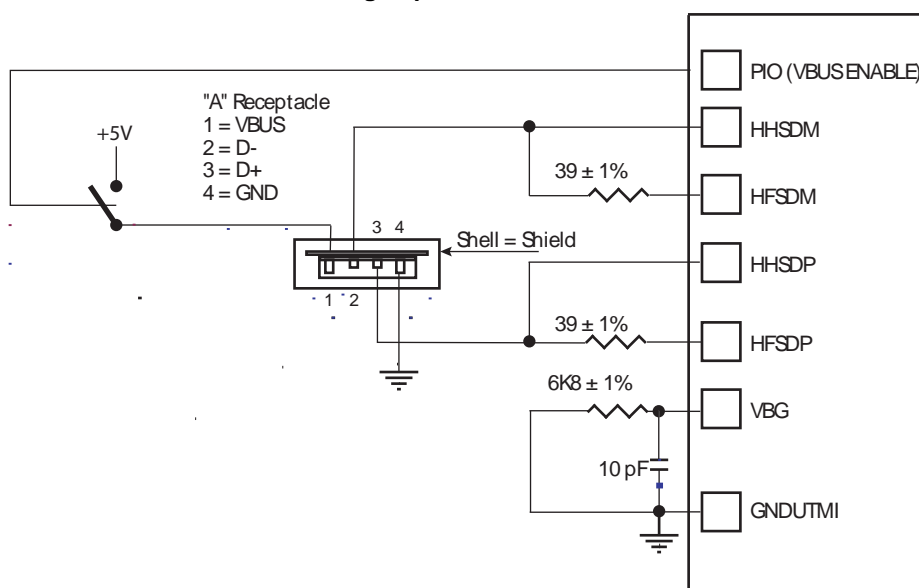 PIO (VBUS ENABLE)
"A" Receptacle
1 = VBUS
2 = D-
3 = D+
4 = GND
+5V
HHSDM
39 ± 1%
HFSDM
3 4
Shell = Shield
HHSDP
1 2
39 ± 1%
HFSDP
6K8 ± 1%
VBG
10 pF
GNDUTMI